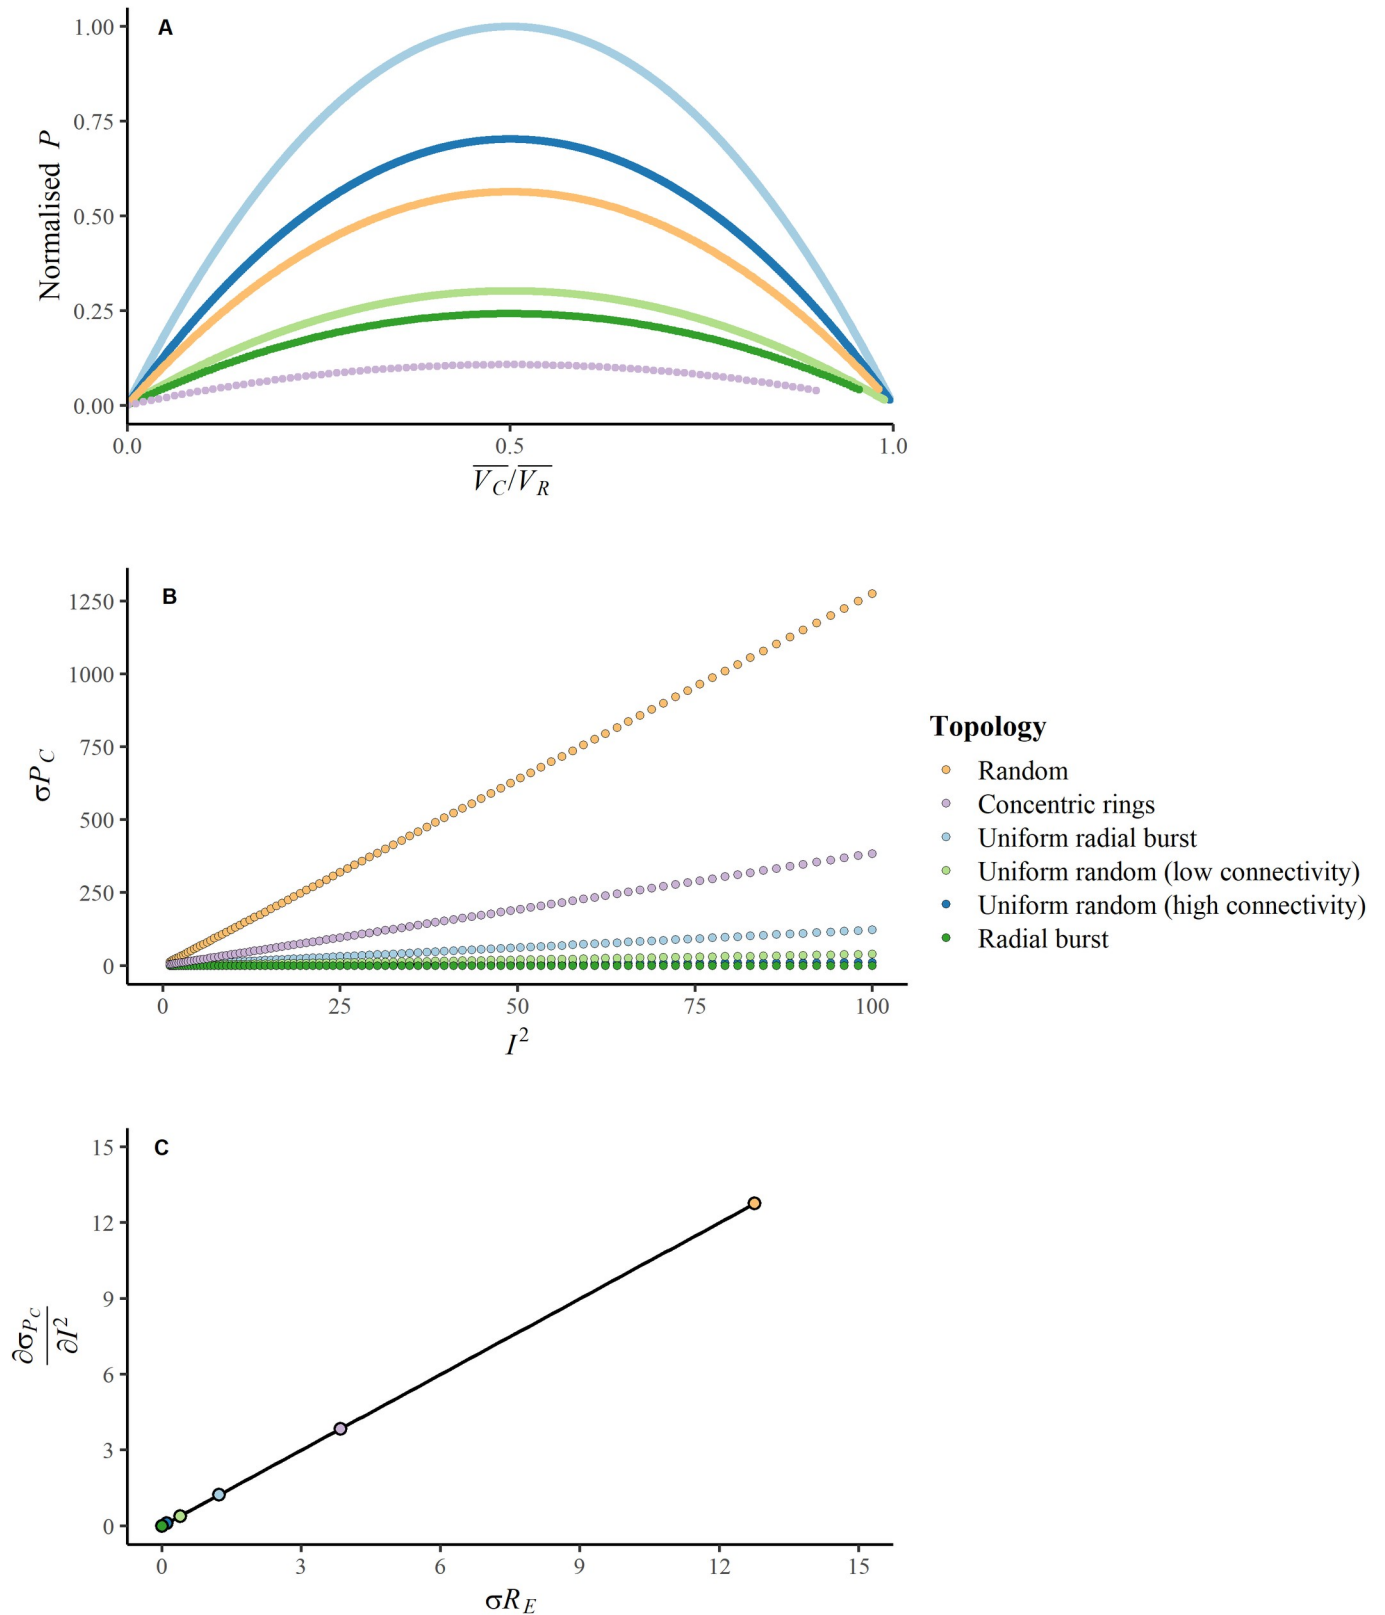 A
1.00
0.75
0.50
0.25
0.00
Normalised P
0.0 0.5 1.0
V_C/V_R
B
1250
1000
750
500
250
0
σP_C
0 25 50 75 100
I²
Topology
Random
Concentric rings
Uniform radial burst
Uniform random (low connectivity)
Uniform random (high connectivity)
Radial burst
C
15
12
9
6
3
0
∂σ_{P_C}
∂I²
0 3 6 9 12 15
σR_E